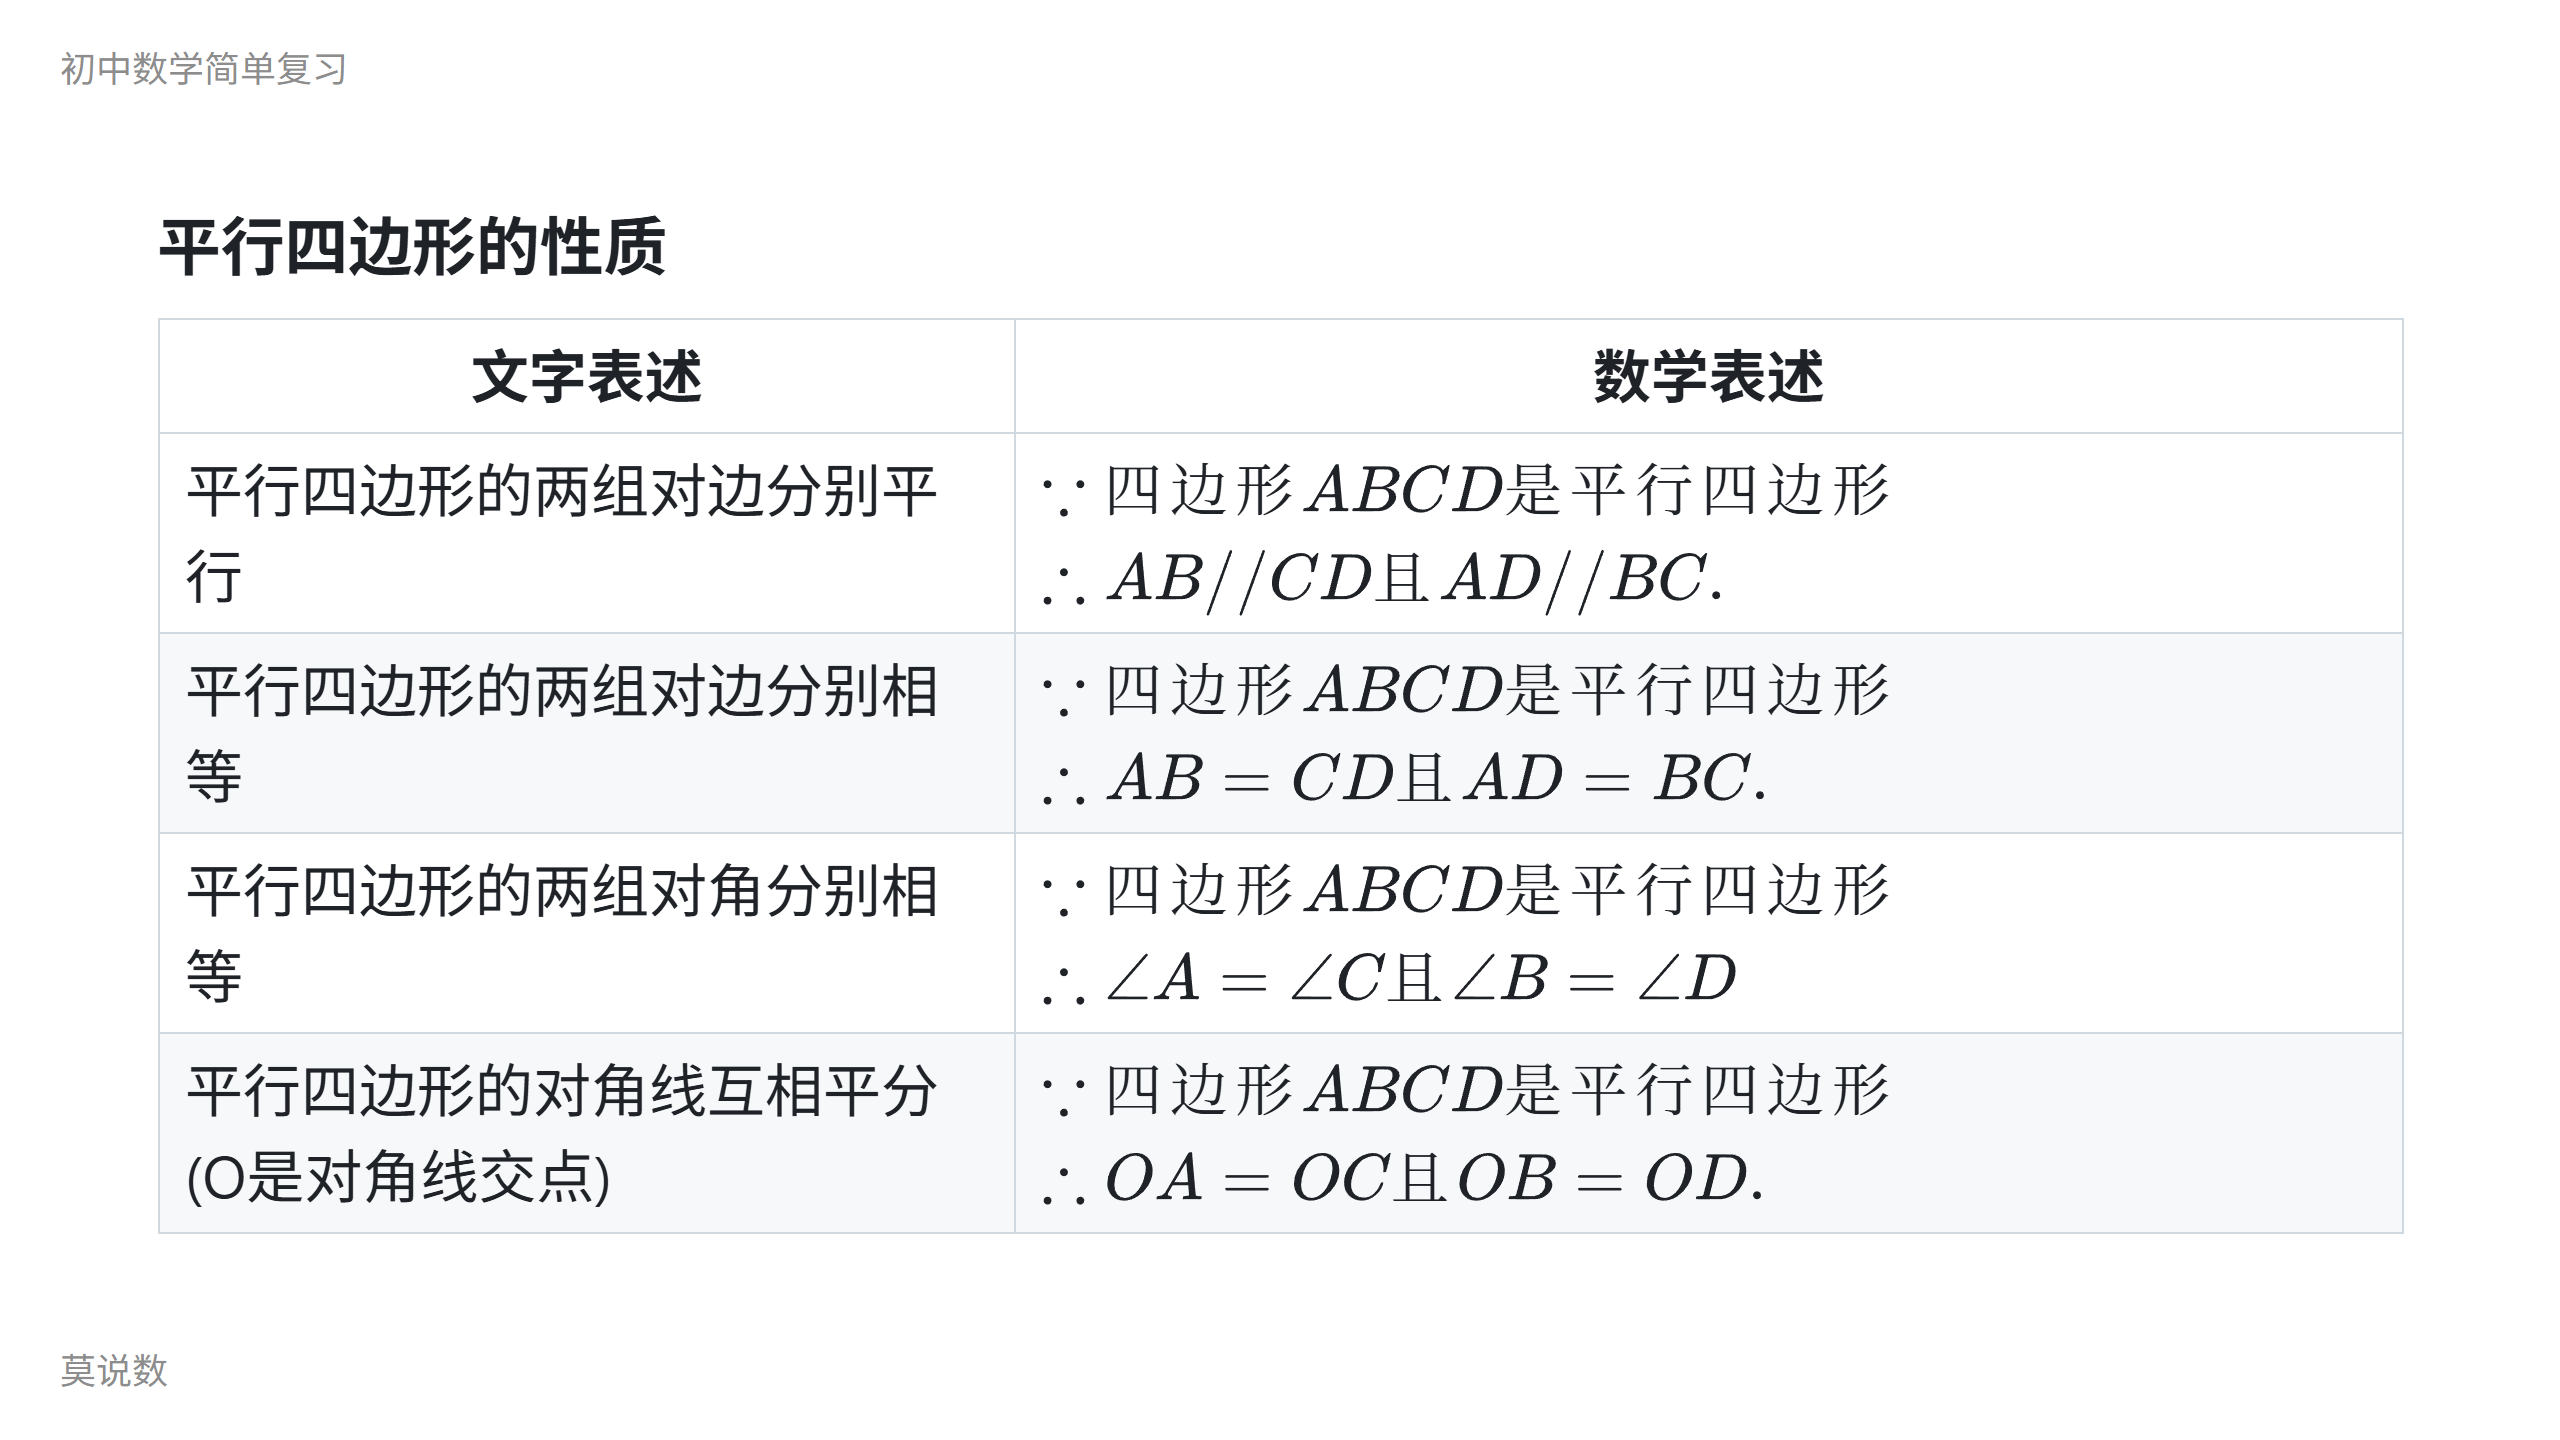 初中数学简单复习
平行四边形的性质
文字表述
数学表述
平行四边形的两组对边分别平
行
∵ 四边形ABCD是平行四边形
∴ AB//CD且AD//BC.
平行四边形的两组对边分别相
等
∵ 四边形ABCD是平行四边形
∴ AB = CD且AD = BC.
平行四边形的两组对角分别相
等
∵ 四边形ABCD是平行四边形
∴ ∠A = ∠C且∠B = ∠D
平行四边形的对角线互相平分
(O是对角线交点)
∵ 四边形ABCD是平行四边形
∴ OA = OC且OB = OD.
莫说数